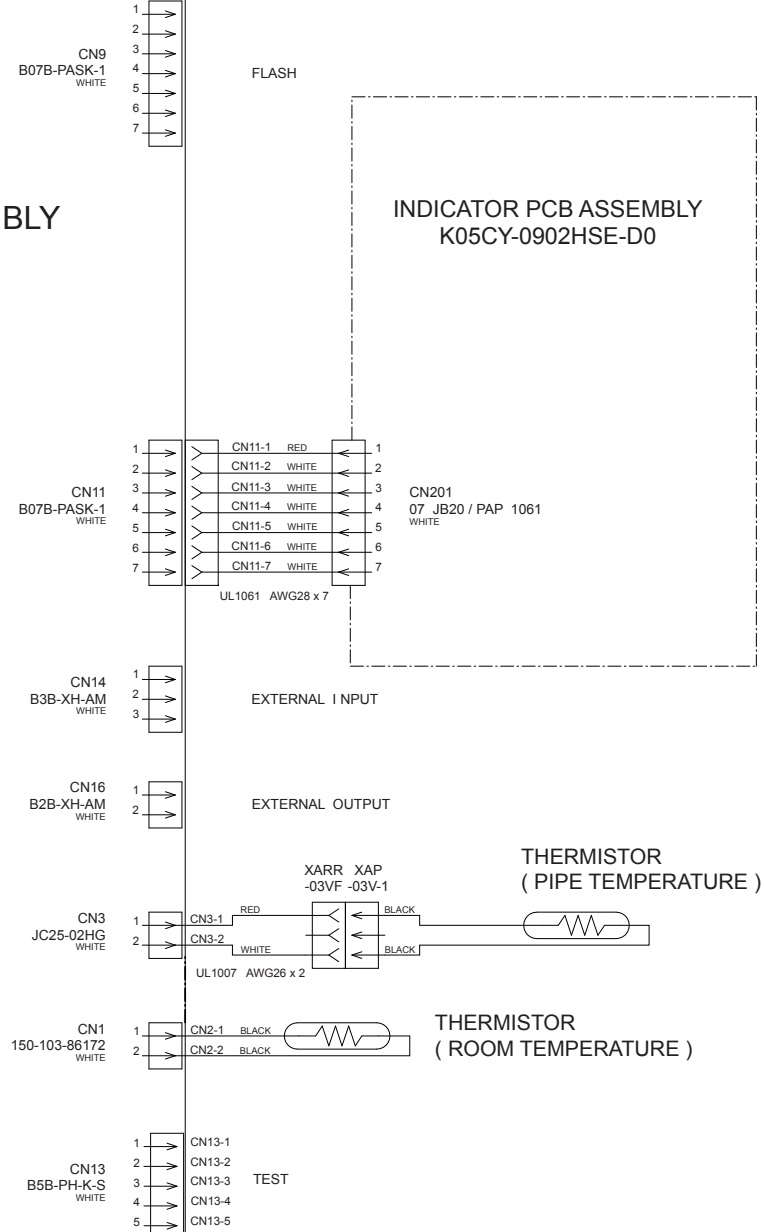 1
2
3
4
5
6
7
CN9
B07B-PASK-1
WHITE
FLASH
BLY
INDICATOR PCB ASSEMBLY
K05CY-0902HSE-D0
1
2
3
4
5
6
7
CN11
B07B-PASK-1
WHITE
CN11-1 RED
CN11-2 WHITE
CN11-3 WHITE
CN11-4 WHITE
CN11-5 WHITE
CN11-6 WHITE
CN11-7 WHITE
1
2
3
4
5
6
7
CN201
07 JB20 / PAP 1061
WHITE
UL1061 AWG28 x 7
1
2
3
CN14
B3B-XH-AM
WHITE
EXTERNAL I NPUT
1
2
CN16
B2B-XH-AM
WHITE
EXTERNAL OUTPUT
THERMISTOR
( PIPE TEMPERATURE )
XARR XAP
-03VF -03V-1
CN3
JC25-02HG
WHITE
1
2
CN3-1
CN3-2
RED
WHITE
BLACK
BLACK
UL1007 AWG26 x 2
THERMISTOR
( ROOM TEMPERATURE )
CN1
150-103-86172
WHITE
1
2
CN2-1 BLACK
CN2-2 BLACK
1
2
3
4
5
CN13
B5B-PH-K-S
WHITE
CN13-1
CN13-2
CN13-3
CN13-4
CN13-5
TEST